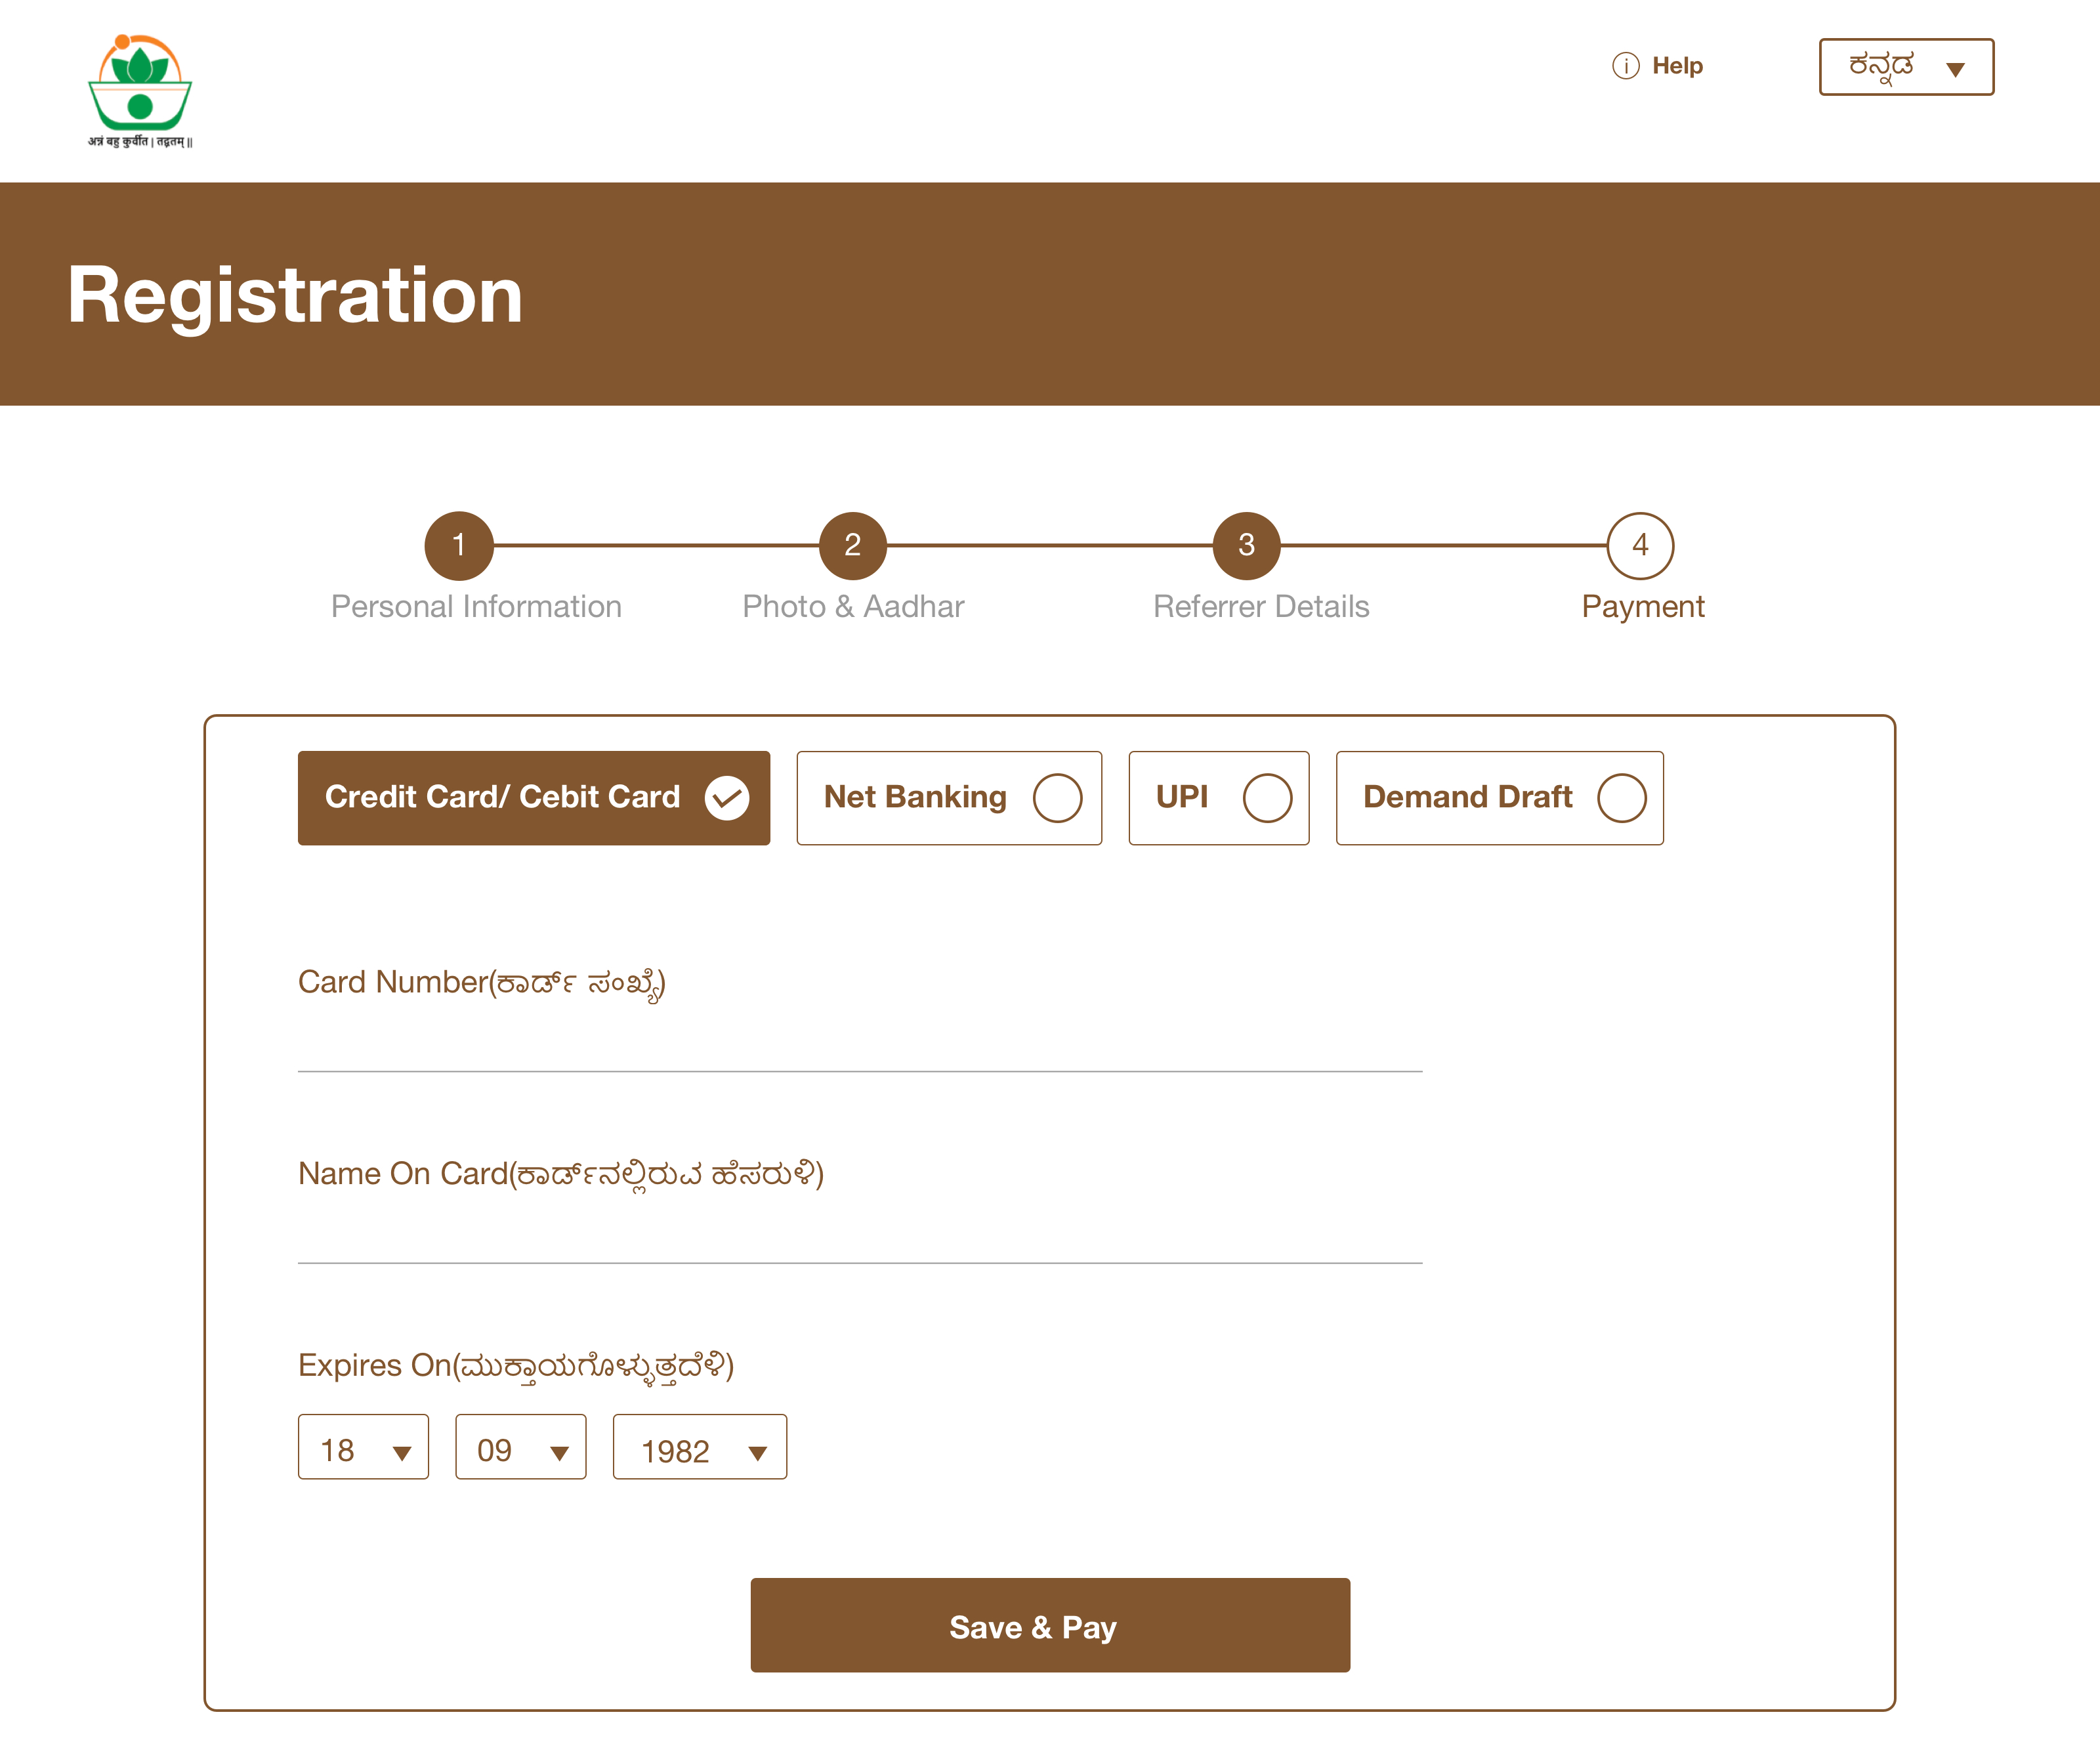 अन्नं बहु कुर्वीत | तद्व्रतम् ||
Help
ಕನ್ನಡ
Registration
1
2
3
4
Personal Information
Photo & Aadhar
Referrer Details
Payment
Credit Card/ Cebit Card
Net Banking
UPI
Demand Draft
Card Number(ಕಾರ್ಡ್ ಸಂಖ್ಯೆ)
Name On Card(ಕಾರ್ಡ್‌ನಲ್ಲಿರುವ ಹೆಸರುಳಿ)
Expires On(ಮುಕ್ತಾಯಗೊಳ್ಳುತ್ತದೆಳಿ)
18
09
1982
Save & Pay